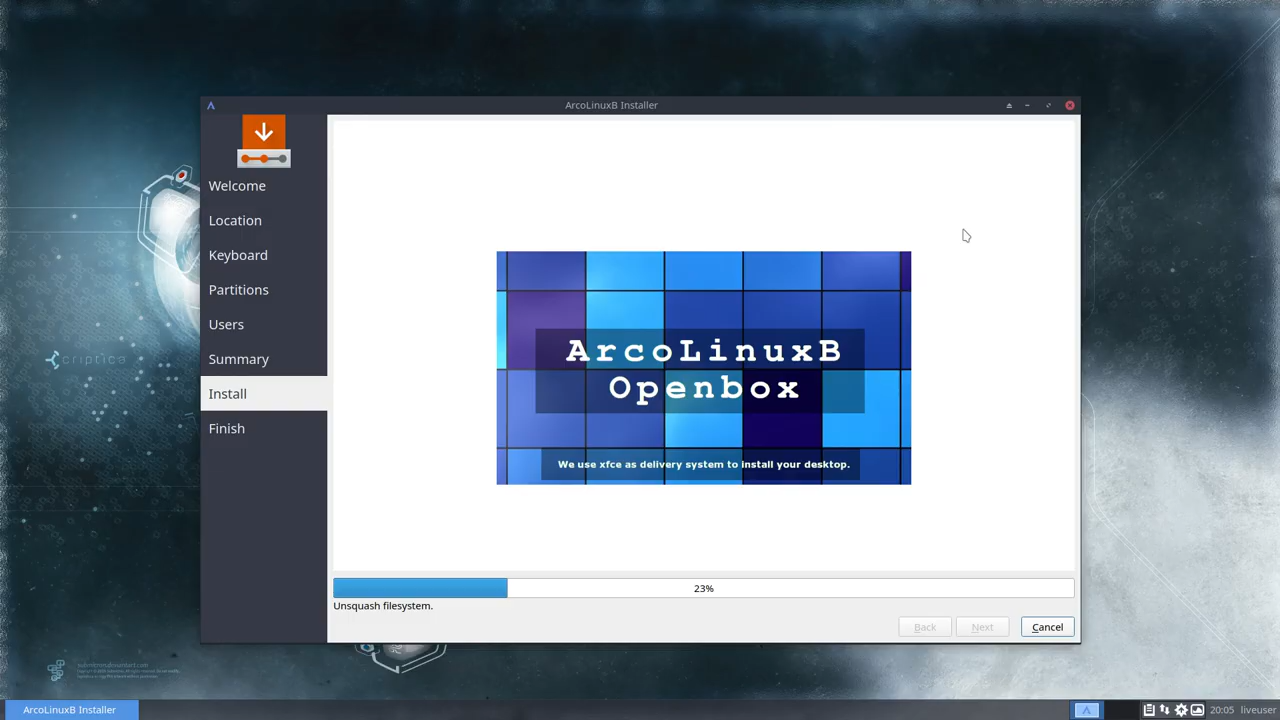 ArcoLinuxB Installer
Welcome
Location
Keyboard
Partitions
Users
Summary
Install
Finish
ArcoLinuxB
Openbox
We use xfce as delivery system to install your desktop.
23%
Unsquash filesystem.
Back
Next
Cancel
criptica
ArcoLinuxB Installer
20:05
liveuser